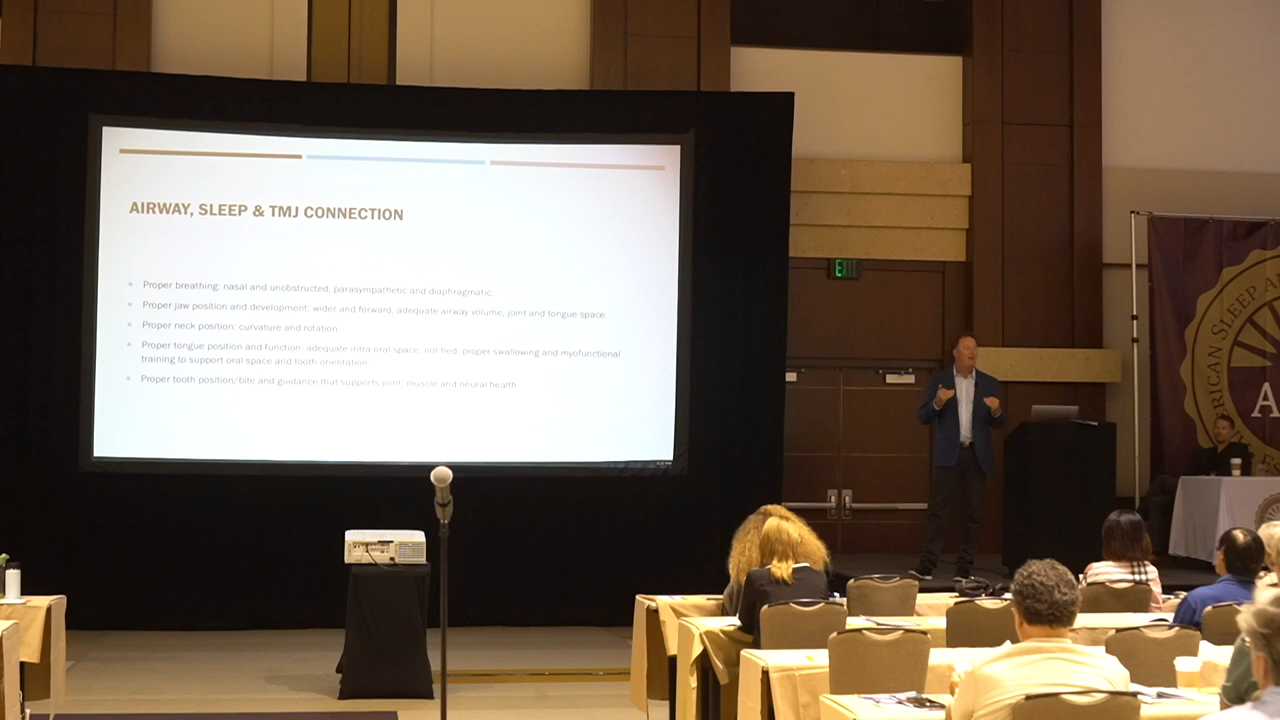 AIRWAY, SLEEP & TMJ CONNECTION
Proper breathing: nasal and unobstructed, parasympathetic and diaphragmatic.
Proper jaw position and development: wider and forward, adequate airway volume, joint and tongue space.
Proper neck position: curvature and rotation
Proper tongue position and function: adequate intra oral space, not tied, proper swallowing and myofunctional
training to support oral space and tooth orientation
Proper tooth position/bite and guidance that supports joint, muscle and neural health
EXIT
ERICAN SLEEP A
A